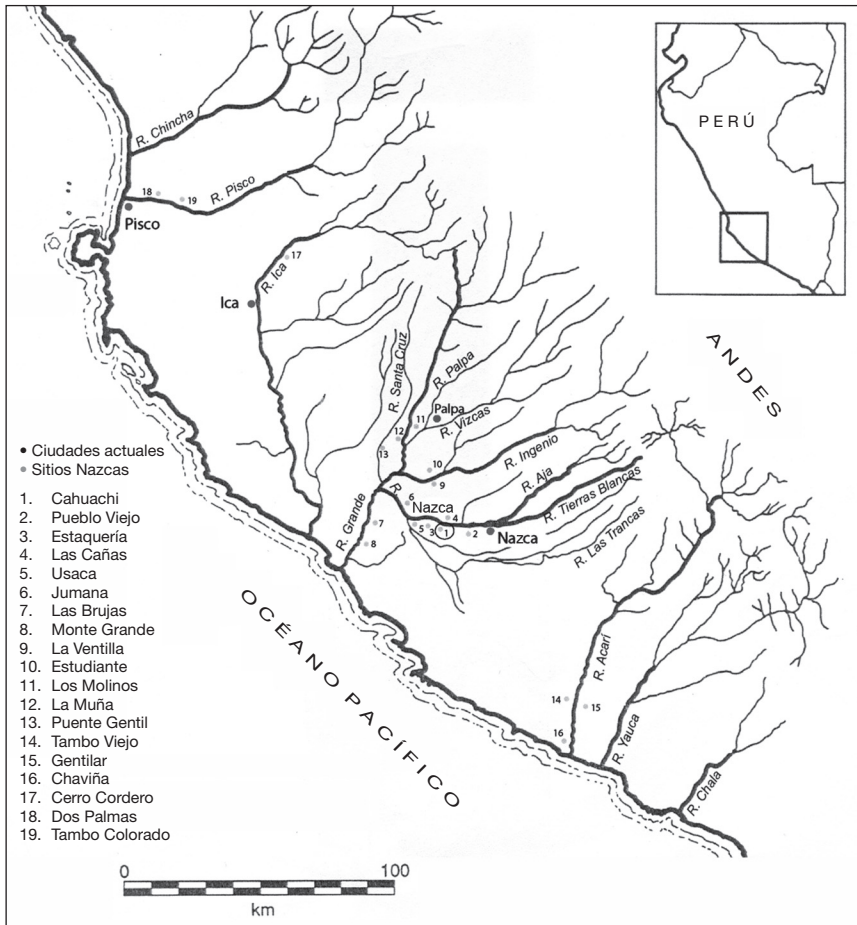 R. Chincha
PERÚ
18
19
R. Pisco
Pisco
17
R. Ica
Ica
ANDES
R. Santa Cruz
R. Palpa
Palpa
R. Vizcas
11
12
13
10
9
R. Ingenio
R. Aja
R. Tierras Blancas
R.
6
Nazca
4
5
3
1
2
Nazca
R. Las Trancas
R. Grande
7
8
OCÉANO PACÍFICO
R. Acarí
14
15
16
R. Yauca
R. Chala
Ciudades actuales
Sitios Nazcas
1. Cahuachi
2. Pueblo Viejo
3. Estaquería
4. Las Cañas
5. Usaca
6. Jumana
7. Las Brujas
8. Monte Grande
9. La Ventilla
10. Estudiante
11. Los Molinos
12. La Muña
13. Puente Gentil
14. Tambo Viejo
15. Gentilar
16. Chaviña
17. Cerro Cordero
18. Dos Palmas
19. Tambo Colorado
0 100
km